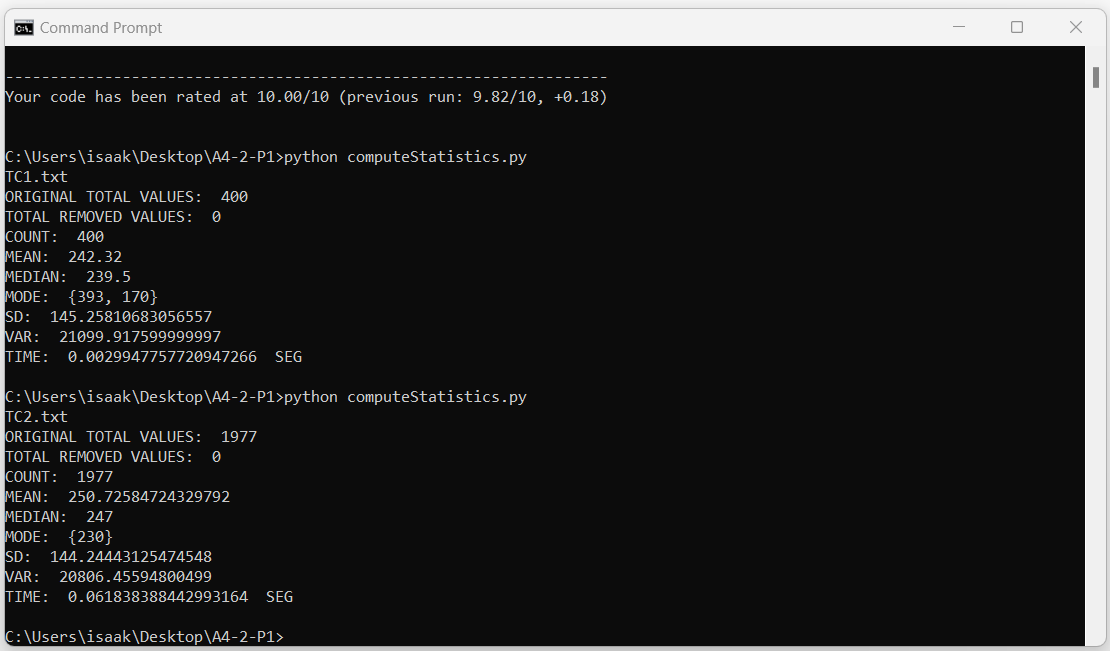 Command Prompt
-------------------------------------------------------------------
Your code has been rated at 10.00/10 (previous run: 9.82/10, +0.18)
C:\Users\isaak\Desktop\A4-2-P1>python computeStatistics.py
TC1.txt
ORIGINAL TOTAL VALUES:  400
TOTAL REMOVED VALUES:  0
COUNT:  400
MEAN:  242.32
MEDIAN:  239.5
MODE:  {393, 170}
SD:  145.25810683056557
VAR:  21099.917599999997
TIME:  0.0029947757720947266  SEG
C:\Users\isaak\Desktop\A4-2-P1>python computeStatistics.py
TC2.txt
ORIGINAL TOTAL VALUES:  1977
TOTAL REMOVED VALUES:  0
COUNT:  1977
MEAN:  250.72584724329792
MEDIAN:  247
MODE:  {230}
SD:  144.24443125474548
VAR:  20806.45594800499
TIME:  0.061838388442993164  SEG
C:\Users\isaak\Desktop\A4-2-P1>